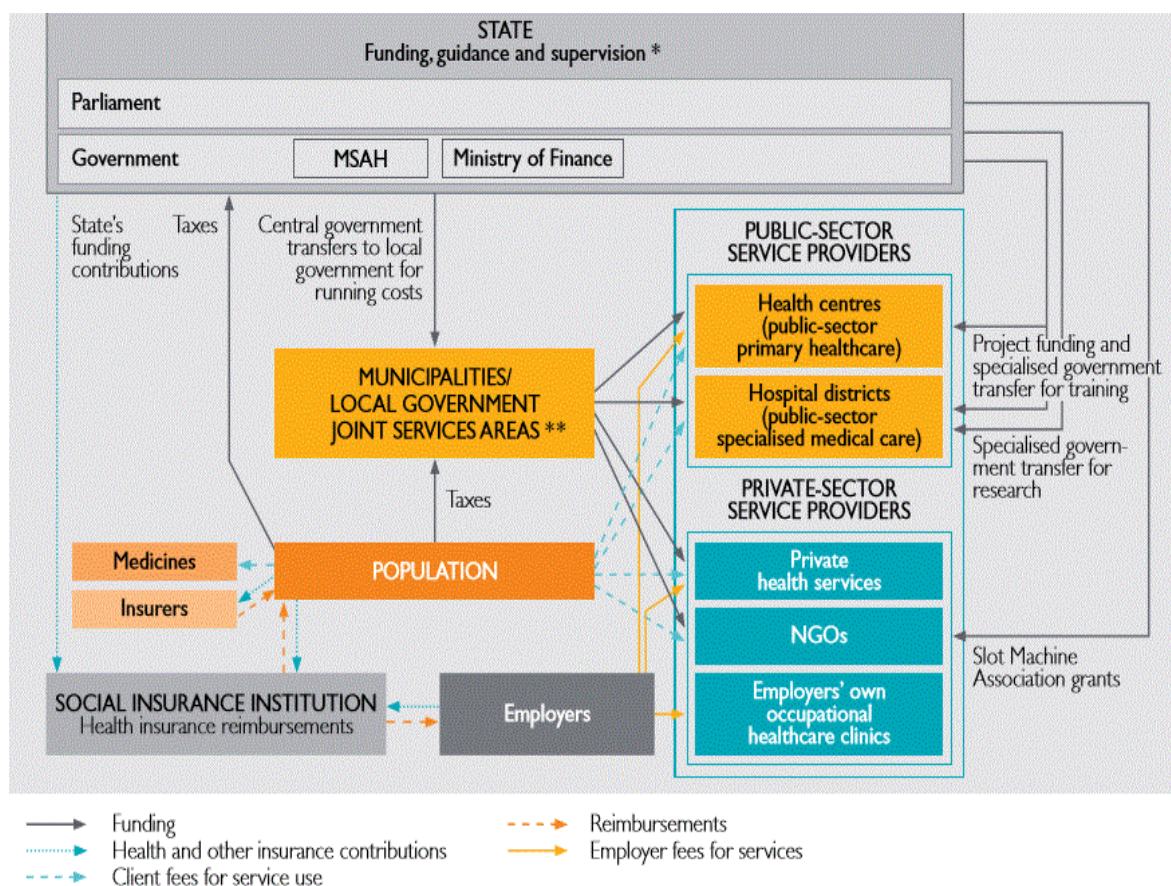 STATE
Funding, guidance and supervision *
Parliament
Government
MSAH
Ministry of Finance
State's
funding
contributions
Taxes
Central government
transfers to local
government for
running costs
PUBLIC-SECTOR
SERVICE PROVIDERS
Health centres
(public-sector
primary healthcare)
Hospital districts
(public-sector
specialised medical care)
Project funding and
specialised government
transfer for training
Specialised govern-
ment transfer for
research
MUNICIPALITIES/
LOCAL GOVERNMENT
JOINT SERVICES AREAS **
Taxes
PRIVATE-SECTOR
SERVICE PROVIDERS
Medicines
Insurers
POPULATION
Private
health services
NGOs
Employers' own
occupational
healthcare clinics
Slot Machine
Association grants
SOCIAL INSURANCE INSTITUTION
Health insurance reimbursements
Employers
Funding
Health and other insurance contributions
Client fees for service use
Reimbursements
Employer fees for services